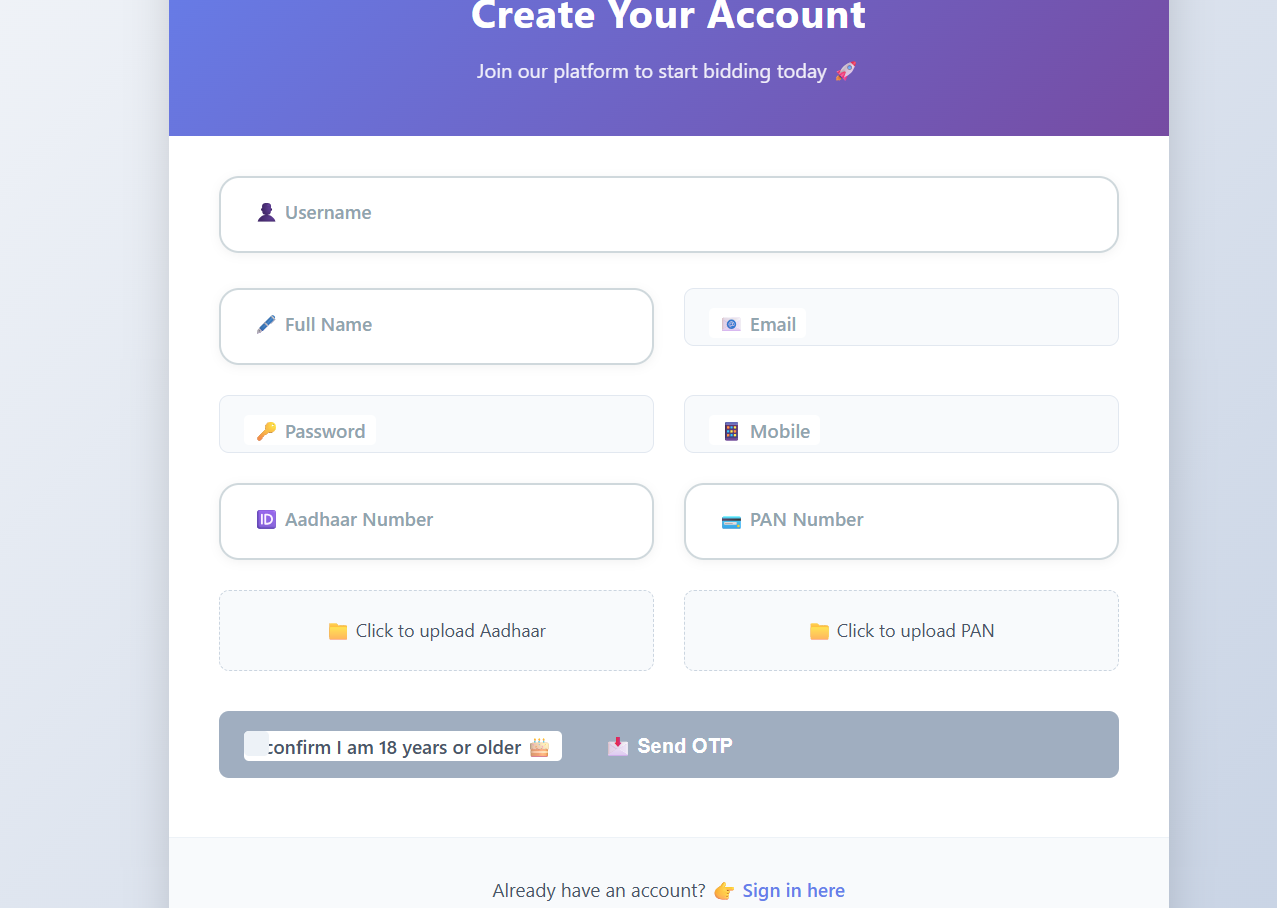 Create Your Account
Join our platform to start bidding today 🚀
👤 Username
🖊️ Full Name
📧 Email
🔑 Password
📱 Mobile
🆔 Aadhaar Number
💳 PAN Number
📁 Click to upload Aadhaar
📁 Click to upload PAN
confirm I am 18 years or older 🎂
📩 Send OTP
Already have an account? 👉 Sign in here